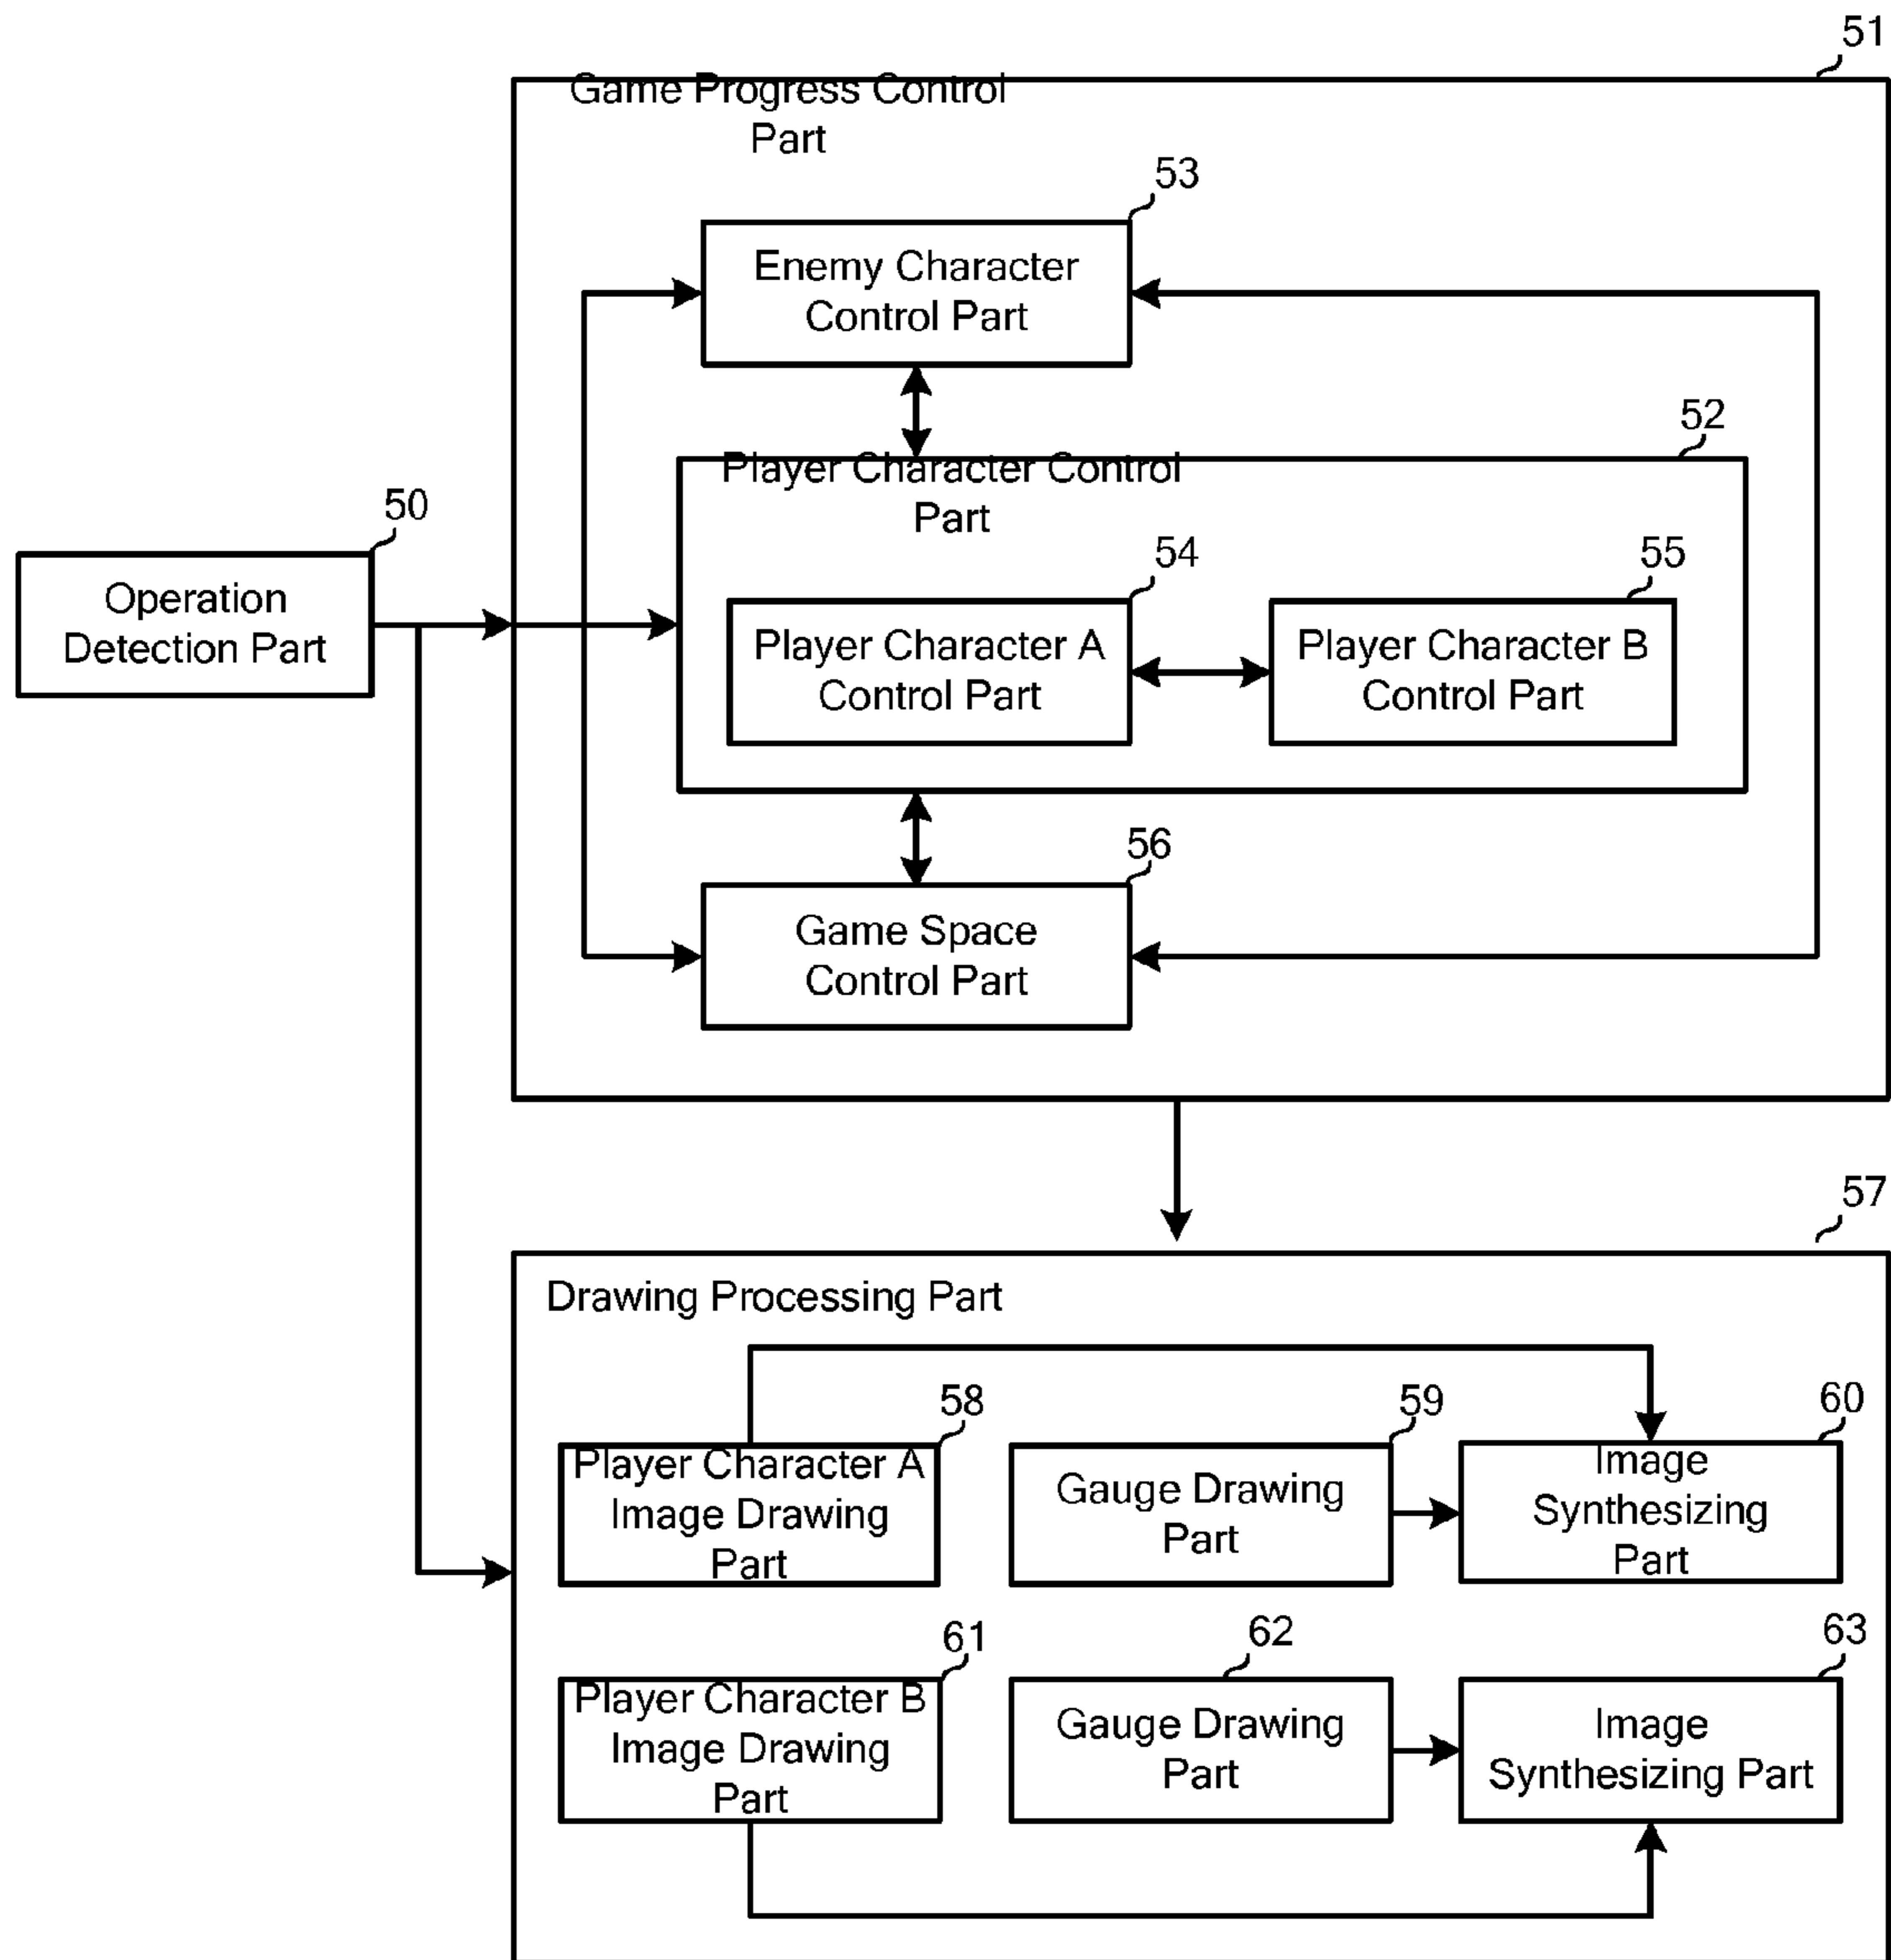 51
Game Progress Control
Part
53
Enemy Character
Control Part
52
Player Character Control
Part
50
Operation
Detection Part
54
Player Character A
Control Part
55
Player Character B
Control Part
56
Game Space
Control Part
57
Drawing Processing Part
58
Player Character A
Image Drawing
Part
59
Gauge Drawing
Part
60
Image
Synthesizing
Part
61
Player Character B
Image Drawing
Part
62
Gauge Drawing
Part
63
Image
Synthesizing Part